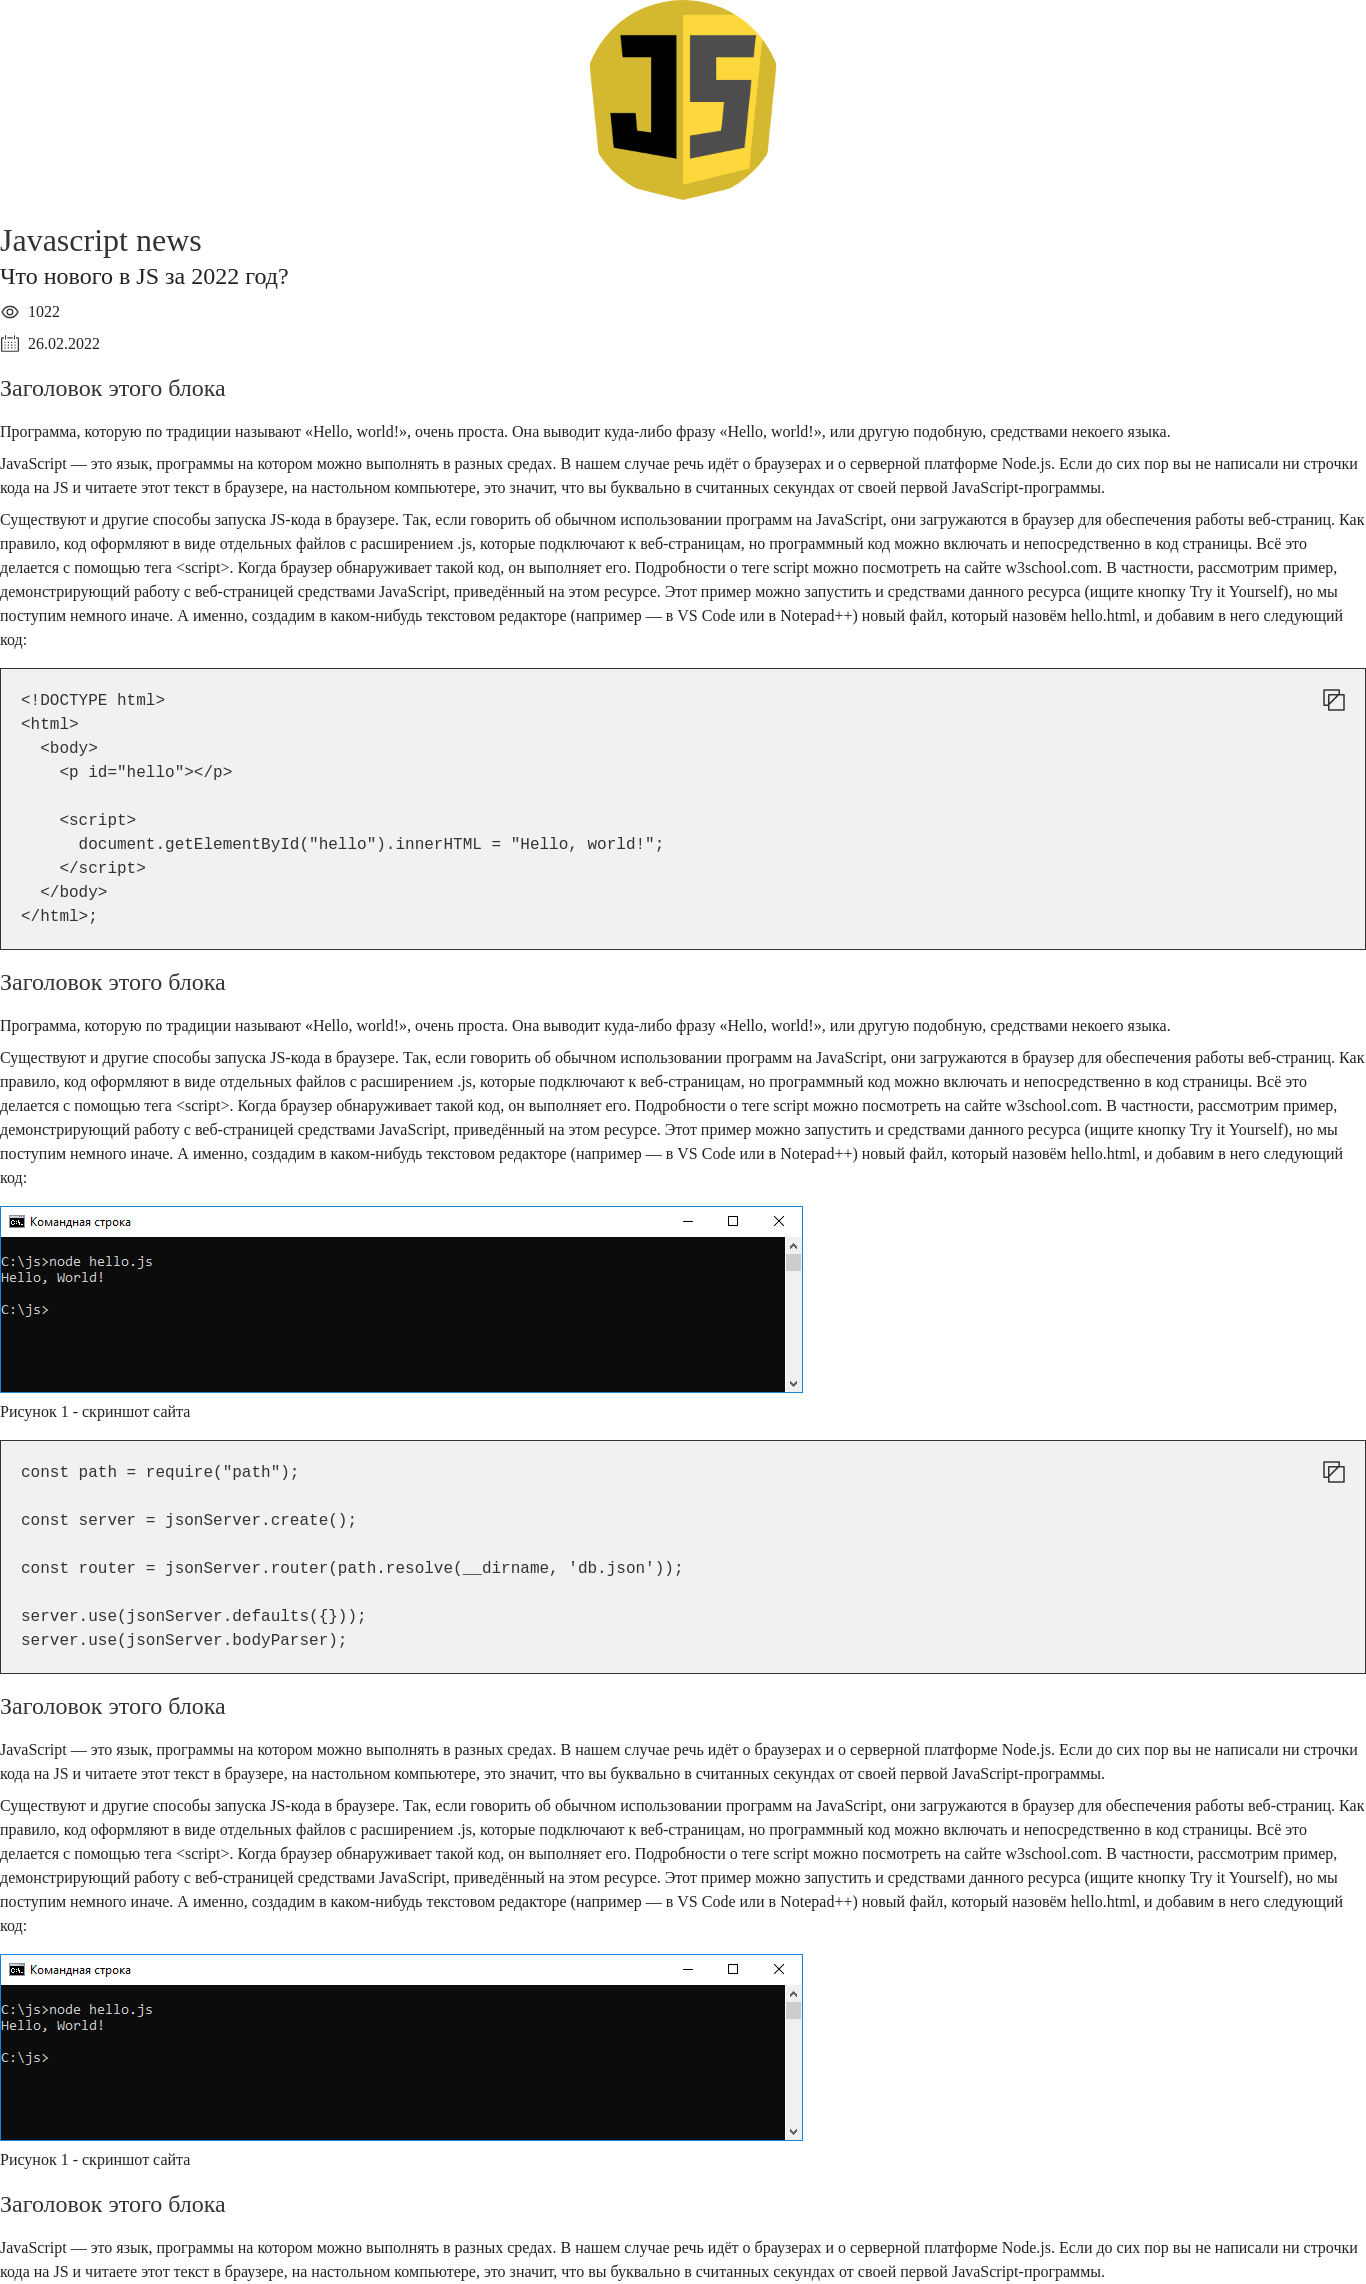 JS
Javascript news
Что нового в JS за 2022 год?
1022
26.02.2022
Заголовок этого блока
Программа, которую по традиции называют «Hello, world!», очень проста. Она выводит куда-либо фразу «Hello, world!», или другую подобную, средствами некоего языка.
JavaScript — это язык, программы на котором можно выполнять в разных средах. В нашем случае речь идёт о браузерах и о серверной платформе Node.js. Если до сих пор вы не написали ни строчки
кода на JS и читаете этот текст в браузере, на настольном компьютере, это значит, что вы буквально в считанных секундах от своей первой JavaScript-программы.
Существуют и другие способы запуска JS-кода в браузере. Так, если говорить об обычном использовании программ на JavaScript, они загружаются в браузер для обеспечения работы веб-страниц. Как
правило, код оформляют в виде отдельных файлов с расширением .js, которые подключают к веб-страницам, но программный код можно включать и непосредственно в код страницы. Всё это
делается с помощью тега <script>. Когда браузер обнаруживает такой код, он выполняет его. Подробности о теге script можно посмотреть на сайте w3school.com. В частности, рассмотрим пример,
демонстрирующий работу с веб-страницей средствами JavaScript, приведённый на этом ресурсе. Этот пример можно запустить и средствами данного ресурса (ищите кнопку Try it Yourself), но мы
поступим немного иначе. А именно, создадим в каком-нибудь текстовом редакторе (например — в VS Code или в Notepad++) новый файл, который назовём hello.html, и добавим в него следующий
код:
<!DOCTYPE html>
<html>
  <body>
    <p id="hello"></p>
    <script>
      document.getElementById("hello").innerHTML = "Hello, world!";
    </script>
  </body>
</html>;
Заголовок этого блока
Программа, которую по традиции называют «Hello, world!», очень проста. Она выводит куда-либо фразу «Hello, world!», или другую подобную, средствами некоего языка.
Существуют и другие способы запуска JS-кода в браузере. Так, если говорить об обычном использовании программ на JavaScript, они загружаются в браузер для обеспечения работы веб-страниц. Как
правило, код оформляют в виде отдельных файлов с расширением .js, которые подключают к веб-страницам, но программный код можно включать и непосредственно в код страницы. Всё это
делается с помощью тега <script>. Когда браузер обнаруживает такой код, он выполняет его. Подробности о теге script можно посмотреть на сайте w3school.com. В частности, рассмотрим пример,
демонстрирующий работу с веб-страницей средствами JavaScript, приведённый на этом ресурсе. Этот пример можно запустить и средствами данного ресурса (ищите кнопку Try it Yourself), но мы
поступим немного иначе. А именно, создадим в каком-нибудь текстовом редакторе (например — в VS Code или в Notepad++) новый файл, который назовём hello.html, и добавим в него следующий
код:
Командная строка
C:\js>node hello.js
Hello, World!
C:\js>
Рисунок 1 - скриншот сайта
const path = require("path");
const server = jsonServer.create();
const router = jsonServer.router(path.resolve(__dirname, 'db.json'));
server.use(jsonServer.defaults({}));
server.use(jsonServer.bodyParser);
Заголовок этого блока
JavaScript — это язык, программы на котором можно выполнять в разных средах. В нашем случае речь идёт о браузерах и о серверной платформе Node.js. Если до сих пор вы не написали ни строчки
кода на JS и читаете этот текст в браузере, на настольном компьютере, это значит, что вы буквально в считанных секундах от своей первой JavaScript-программы.
Существуют и другие способы запуска JS-кода в браузере. Так, если говорить об обычном использовании программ на JavaScript, они загружаются в браузер для обеспечения работы веб-страниц. Как
правило, код оформляют в виде отдельных файлов с расширением .js, которые подключают к веб-страницам, но программный код можно включать и непосредственно в код страницы. Всё это
делается с помощью тега <script>. Когда браузер обнаруживает такой код, он выполняет его. Подробности о теге script можно посмотреть на сайте w3school.com. В частности, рассмотрим пример,
демонстрирующий работу с веб-страницей средствами JavaScript, приведённый на этом ресурсе. Этот пример можно запустить и средствами данного ресурса (ищите кнопку Try it Yourself), но мы
поступим немного иначе. А именно, создадим в каком-нибудь текстовом редакторе (например — в VS Code или в Notepad++) новый файл, который назовём hello.html, и добавим в него следующий
код:
Командная строка
C:\js>node hello.js
Hello, World!
C:\js>
Рисунок 1 - скриншот сайта
Заголовок этого блока
JavaScript — это язык, программы на котором можно выполнять в разных средах. В нашем случае речь идёт о браузерах и о серверной платформе Node.js. Если до сих пор вы не написали ни строчки
кода на JS и читаете этот текст в браузере, на настольном компьютере, это значит, что вы буквально в считанных секундах от своей первой JavaScript-программы.